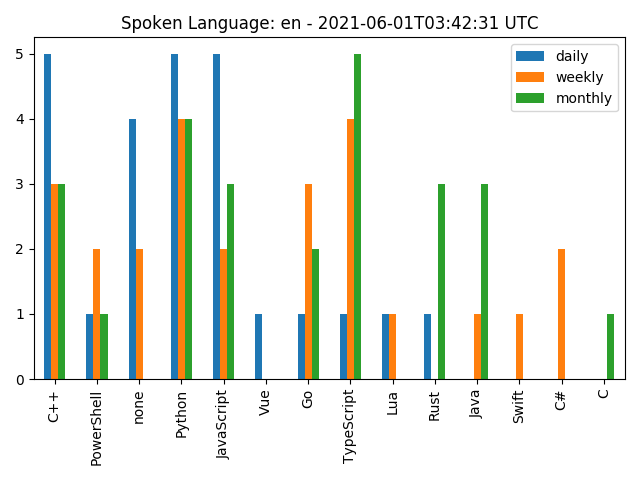 Spoken Language: en - 2021-06-01T03:42:31 UTC
daily
weekly
monthly
5
4
3
2
1
0
C++
PowerShell
none
Python
JavaScript
Vue
Go
TypeScript
Lua
Rust
Java
Swift
C#
C